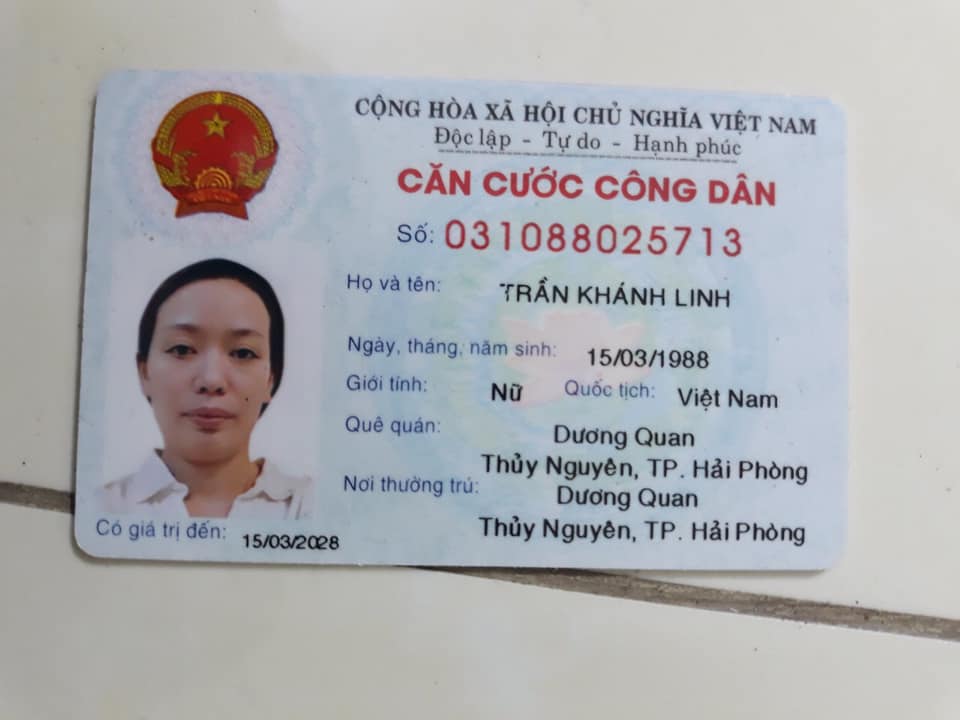 CỘNG HÒA XÃ HỘI CHỦ NGHĨA VIỆT NAM
Độc lập - Tự do - Hạnh phúc
CĂN CƯỚC CÔNG DÂN
Số: 031088025713
Họ và tên: TRẦN KHÁNH LINH
Ngày, tháng, năm sinh: 15/03/1988
Giới tính: Nữ Quốc tịch: Việt Nam
Quê quán: Dương Quan
Thủy Nguyên, TP. Hải Phòng
Nơi thường trú: Dương Quan
Thủy Nguyên, TP. Hải Phòng
Có giá trị đến: 15/03/2028